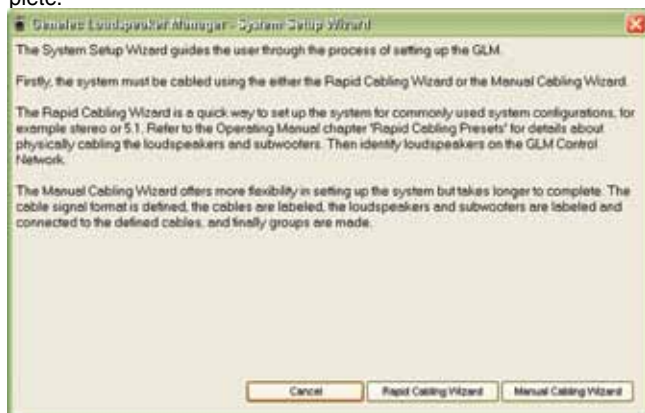 plete.
Genelec Loudspeaker Manager - System Setup Wizard
The System Setup Wizard guides the user through the process of setting up the GLM.
Firstly, the system must be cabled using the either the Rapid Cabling Wizard or the Manual Cabling Wizard.
The Rapid Cabling Wizard is a quick way to set up the system for commonly used system configurations, for
example stereo or 5.1. Refer to the Operating Manual chapter 'Rapid Cabling Presets' for details about
physically cabling the loudspeakers and subwoofers. Then identify loudspeakers on the GLM Control
Network.
The Manual Cabling Wizard offers more flexibility in setting up the system but takes longer to complete. The
cable signal format is defined, the cables are labeled, the loudspeakers and subwoofers are labeled and
connected to the defined cables, and finally groups are made.
Cancel
Rapid Cabling Wizard
Manual Cabling Wizard